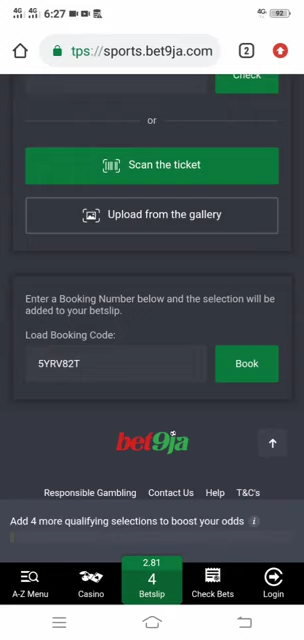 4G 4G 6:27 4G 92
tps://sports.bet9ja.com 2
Check
or
Scan the ticket
Upload from the gallery
Enter a Booking Number below and the selection will be
added to your betslip.
Load Booking Code:
5YRV82T Book
bet9ja
Responsible Gambling Contact Us Help T&C's
Add 4 more qualifying selections to boost your odds i
2.81
4
A-Z Menu Casino Betslip Check Bets Login